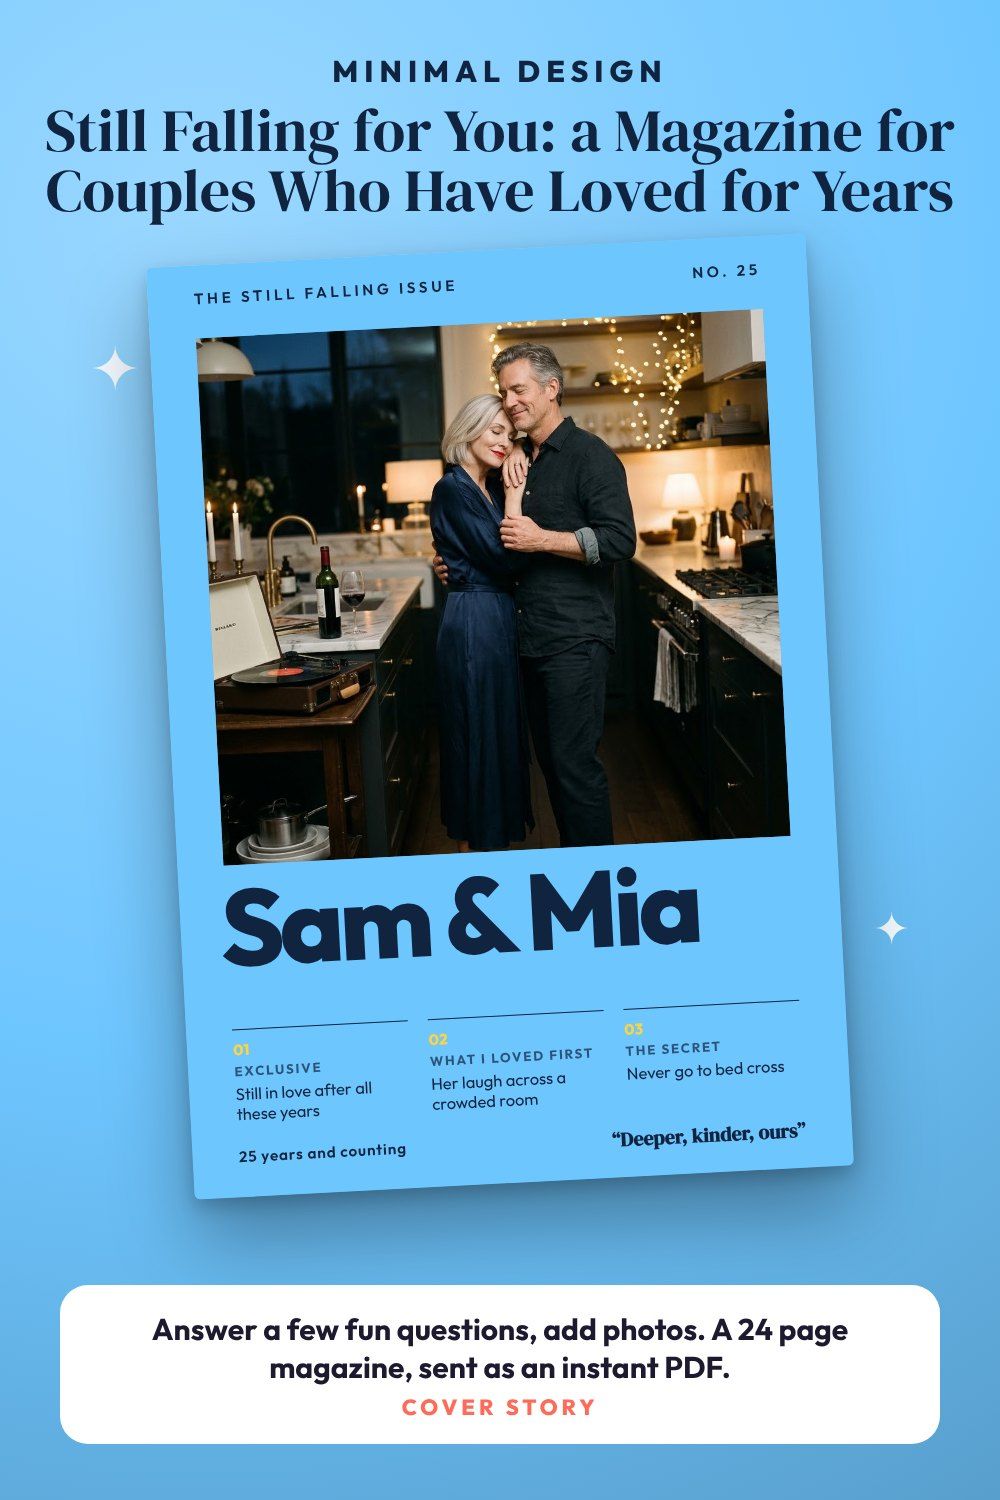 MINIMAL DESIGN
Still Falling for You: a Magazine for
Couples Who Have Loved for Years
THE STILL FALLING ISSUE
NO. 25
Sam & Mia
01
EXCLUSIVE
Still in love after all
these years
02
WHAT I LOVED FIRST
Her laugh across a
crowded room
03
THE SECRET
Never go to bed cross
25 years and counting
“Deeper, kinder, ours”
Answer a few fun questions, add photos. A 24 page
magazine, sent as an instant PDF.
COVER STORY